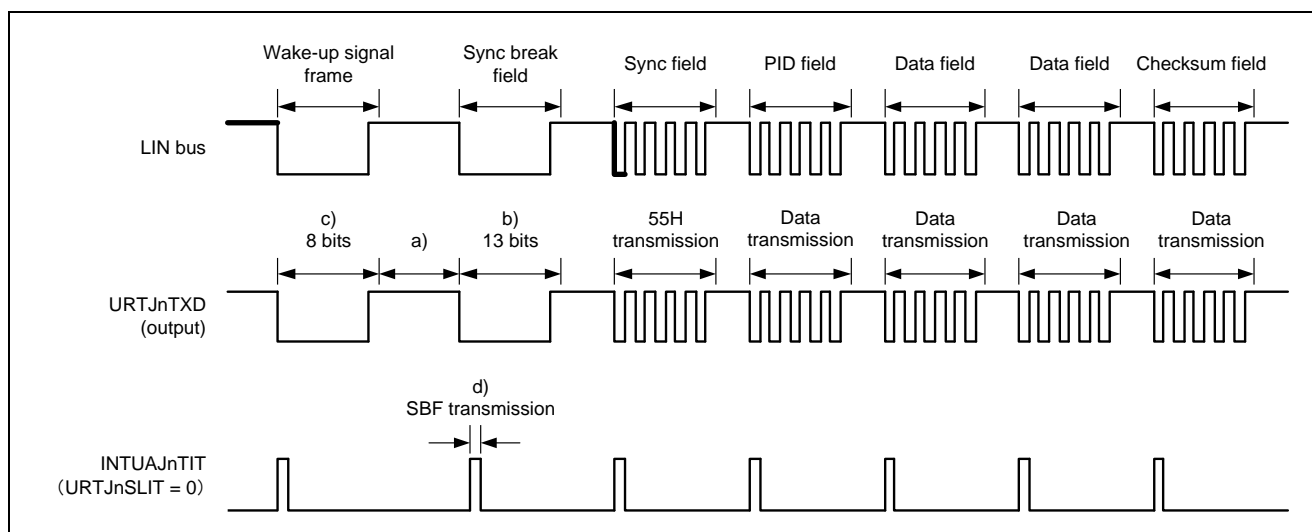 Wake-up signal
frame
Sync break
field
Sync field
PID field
Data field
Data field
Checksum field
LIN bus
c)
8 bits
a)
b)
13 bits
55H
transmission
Data
transmission
Data
transmission
Data
transmission
Data
transmission
URTJnTXD
(output)
d)
SBF transmission
INTUAJnTIT
(URTJnSLIT = 0)